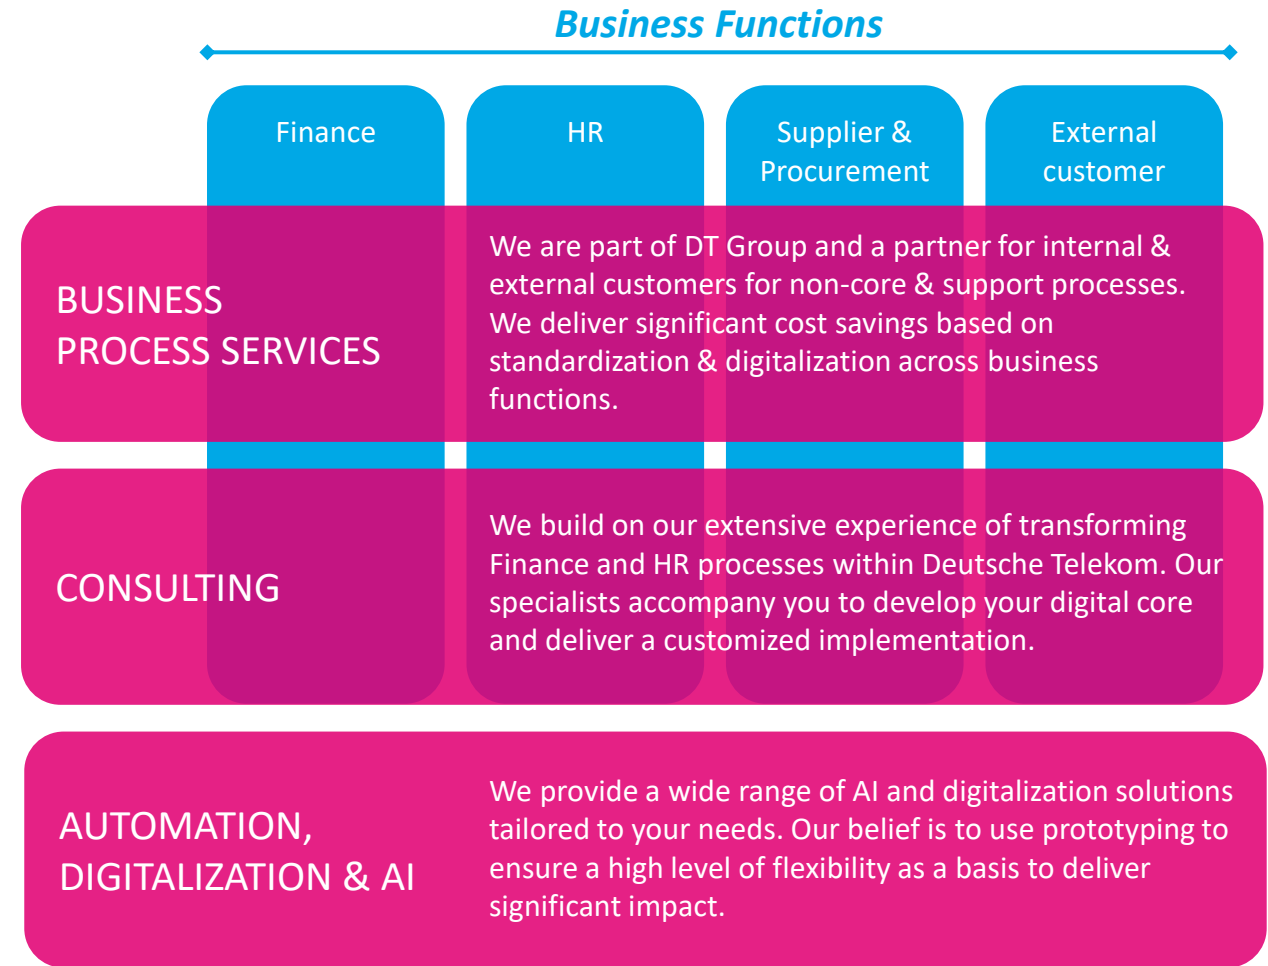 Business Functions
Finance
HR
Supplier &
Procurement
External
customer
BUSINESS
PROCESS SERVICES
We are part of DT Group and a partner for internal &
external customers for non-core & support processes.
We deliver significant cost savings based on
standardization & digitalization across business
functions.
CONSULTING
We build on our extensive experience of transforming
Finance and HR processes within Deutsche Telekom. Our
specialists accompany you to develop your digital core
and deliver a customized implementation.
AUTOMATION,
DIGITALIZATION & AI
We provide a wide range of AI and digitalization solutions
tailored to your needs. Our belief is to use prototyping to
ensure a high level of flexibility as a basis to deliver
significant impact.